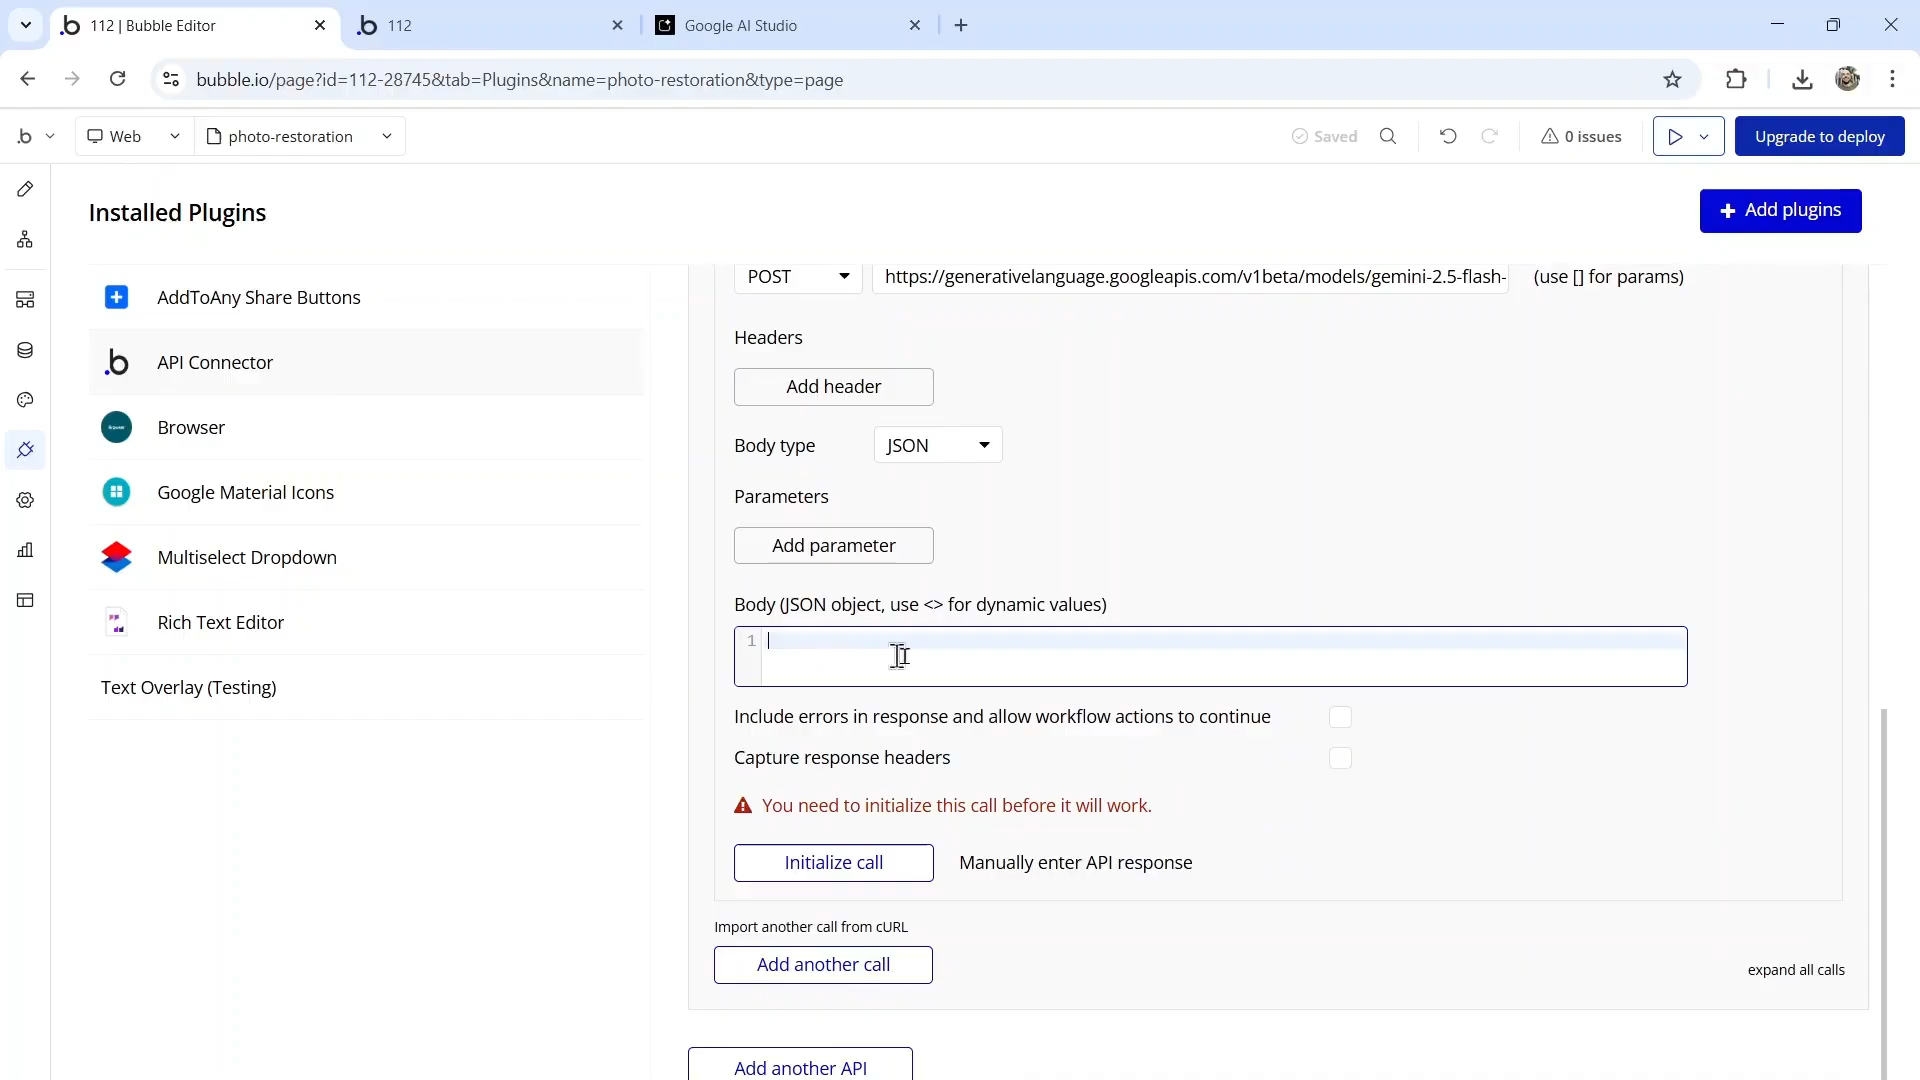 112 | Bubble Editor
112
Google AI Studio
bubble.io/page?id=112-28745&tab=Plugins&name=photo-restoration&type=page
Web
photo-restoration
Saved
0 issues
Upgrade to deploy
Installed Plugins
Add plugins
AddToAny Share Buttons
API Connector
Browser
Google Material Icons
Multiselect Dropdown
Rich Text Editor
Text Overlay (Testing)
POST
https://generativelanguage.googleapis.com/v1beta/models/gemini-2.5-flash-
(use [] for params)
Headers
Add header
Body type
JSON
Parameters
Add parameter
Body (JSON object, use <> for dynamic values)
1
Include errors in response and allow workflow actions to continue
Capture response headers
You need to initialize this call before it will work.
Initialize call
Manually enter API response
Import another call from cURL
Add another call
expand all calls
Add another API